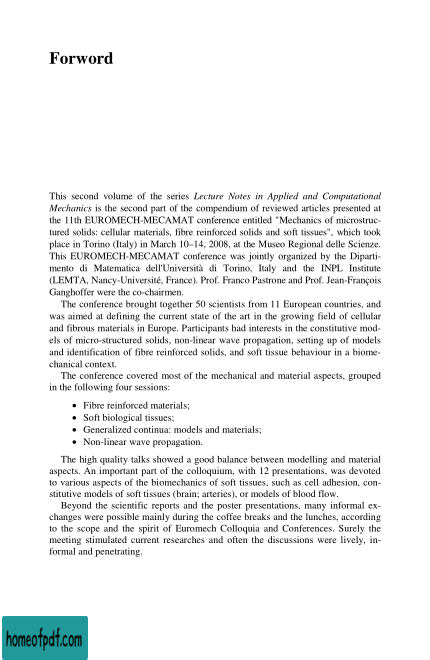 Forword
This second volume of the series Lecture Notes in Applied and Computational
Mechanics is the second part of the compendium of reviewed articles presented at
the 11th EUROMECH-MECAMAT conference entitled "Mechanics of microstruc-
tured solids: cellular materials, fibre reinforced solids and soft tissues", which took
place in Torino (Italy) in March 10–14, 2008, at the Museo Regional delle Scienze.
This EUROMECH-MECAMAT conference was jointly organized by the Diparti-
mento di Matematica dell'Università di Torino, Italy and the INPL Institute
(LEMTA, Nancy-Université, France). Prof. Franco Pastrone and Prof. Jean-François
Ganghoffer were the co-chairmen.
The conference brought together 50 scientists from 11 European countries, and
was aimed at defining the current state of the art in the growing field of cellular
and fibrous materials in Europe. Participants had interests in the constitutive mod-
els of micro-structured solids, non-linear wave propagation, setting up of models
and identification of fibre reinforced solids, and soft tissue behaviour in a biome-
chanical context.
The conference covered most of the mechanical and material aspects, grouped
in the following four sessions:
• Fibre reinforced materials;
• Soft biological tissues;
• Generalized continua: models and materials;
• Non-linear wave propagation.
The high quality talks showed a good balance between modelling and material
aspects. An important part of the colloquium, with 12 presentations, was devoted
to various aspects of the biomechanics of soft tissues, such as cell adhesion, con-
stitutive models of soft tissues (brain; arteries), or models of blood flow.
Beyond the scientific reports and the poster presentations, many informal ex-
changes were possible mainly during the coffee breaks and the lunches, according
to the scope and the spirit of Euromech Colloquia and Conferences. Surely the
meeting stimulated current researches and often the discussions were lively, in-
formal and penetrating.
homeofpdf.com